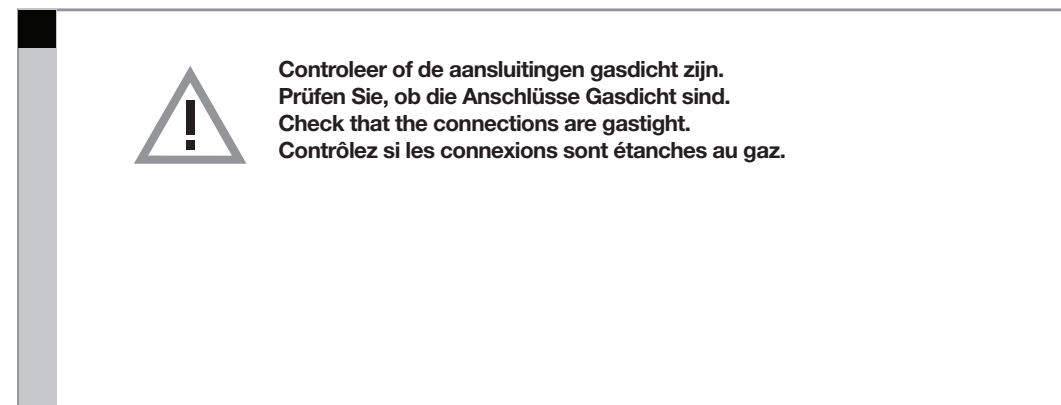 Controleer of de aansluitingen gasdicht zijn.
Prüfen Sie, ob die Anschlüsse Gasdicht sind.
Check that the connections are gastight.
Contrôlez si les connexions sont étanches au gaz.